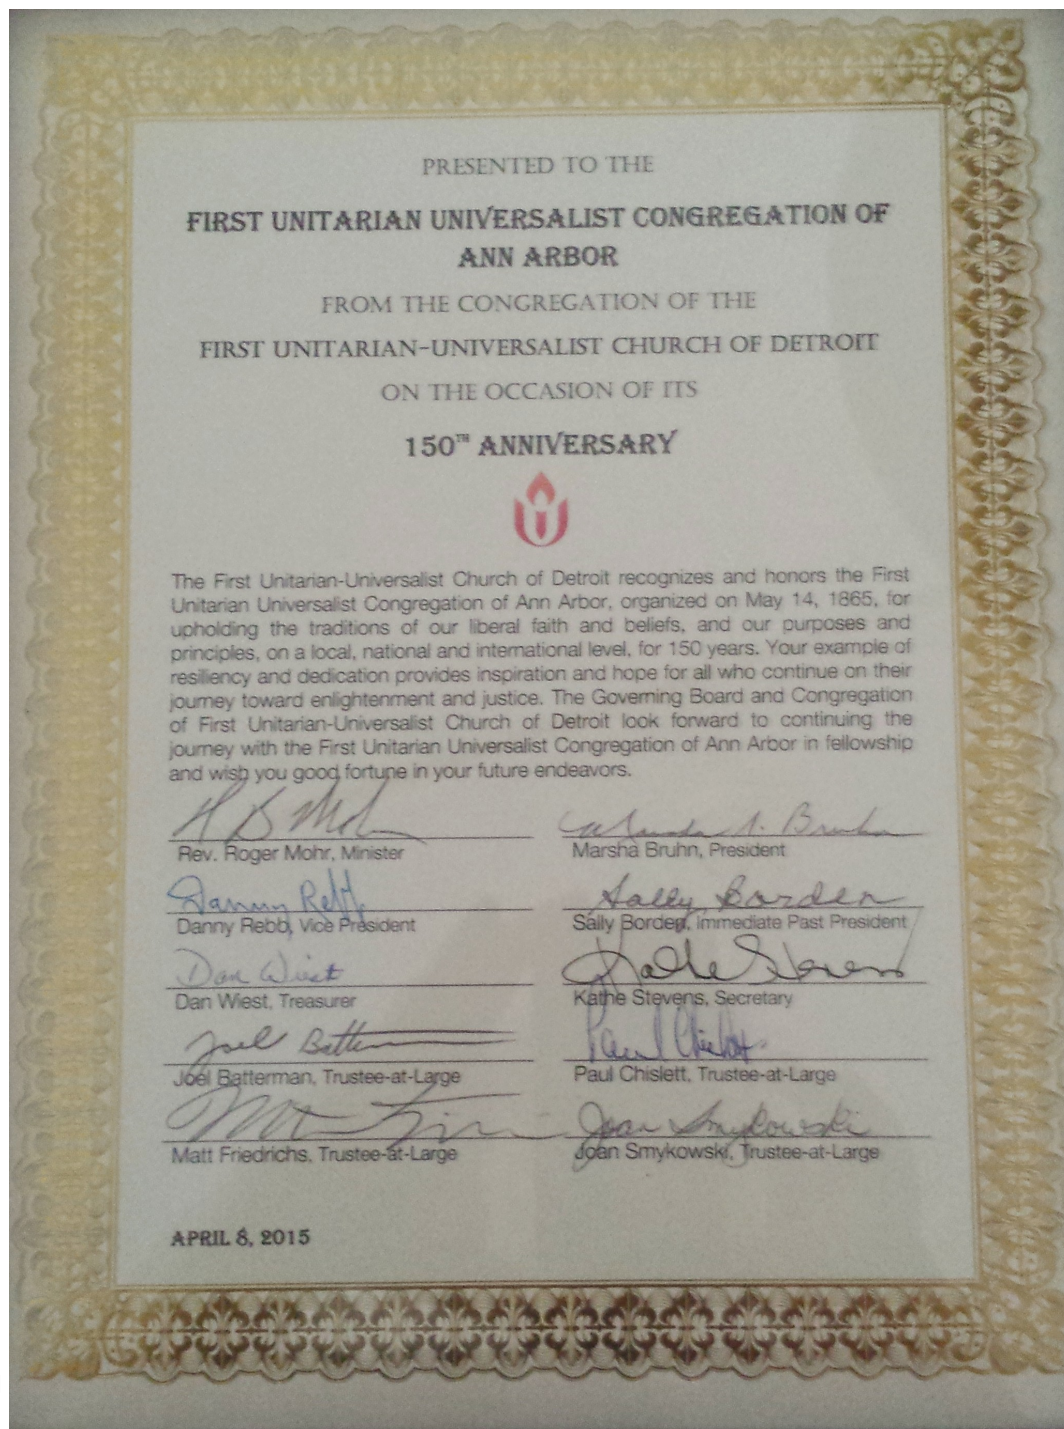 PRESENTED TO THE
FIRST UNITARIAN UNIVERSALIST CONGREGATION OF
ANN ARBOR
FROM THE CONGREGATION OF THE
FIRST UNITARIAN-UNIVERSALIST CHURCH OF DETROIT
ON THE OCCASION OF ITS
150TH ANNIVERSARY
The First Unitarian-Universalist Church of Detroit recognizes and honors the First
Unitarian Universalist Congregation of Ann Arbor, organized on May 14, 1865, for
upholding the traditions of our liberal faith and beliefs, and our purposes and
principles, on a local, national and international level, for 150 years. Your example of
resiliency and dedication provides inspiration and hope for all who continue on their
journey toward enlightenment and justice. The Governing Board and Congregation
of First Unitarian-Universalist Church of Detroit look forward to continuing the
journey with the First Unitarian Universalist Congregation of Ann Arbor in fellowship
and wish you good fortune in your future endeavors.
Rev. Roger Mohr, Minister
Marsha Bruhn, President
Danny Rebb
Sally Borden
Danny Rebb, Vice President
Sally Borden, Immediate Past President
Dan Wiest
Kathe Stevens
Dan Wiest, Treasurer
Kathe Stevens, Secretary
Joel Batterman, Trustee-at-Large
Paul Chislett, Trustee-at-Large
Joan Smykowski
Matt Friedrichs, Trustee-at-Large
Joan Smykowski, Trustee-at-Large
APRIL 8, 2015